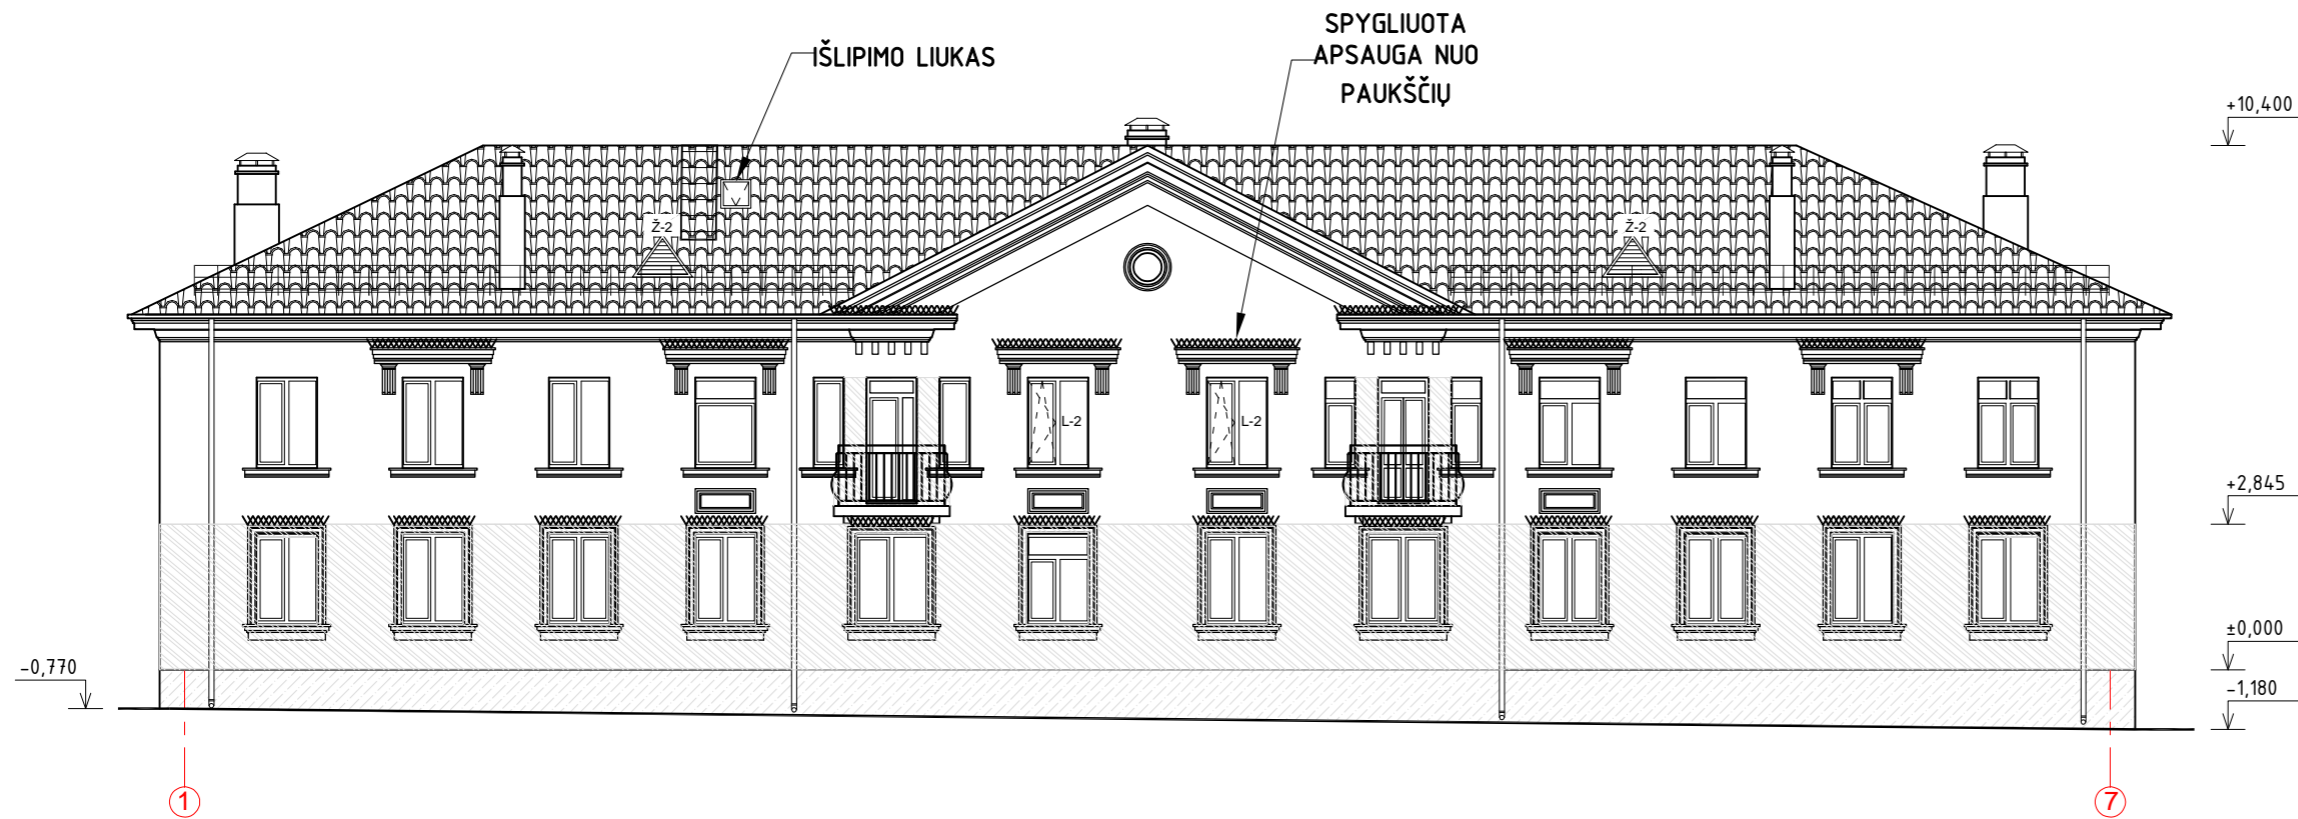 SPYGLIUOTA
APSAUGA NUO
PAUKŠČIŲ
IŠLIPIMO LIUKAS
+10,400
Ž-2
Ž-2
L-2
L-2
+2,845
±0,000
-0,770
-1,180
1
7